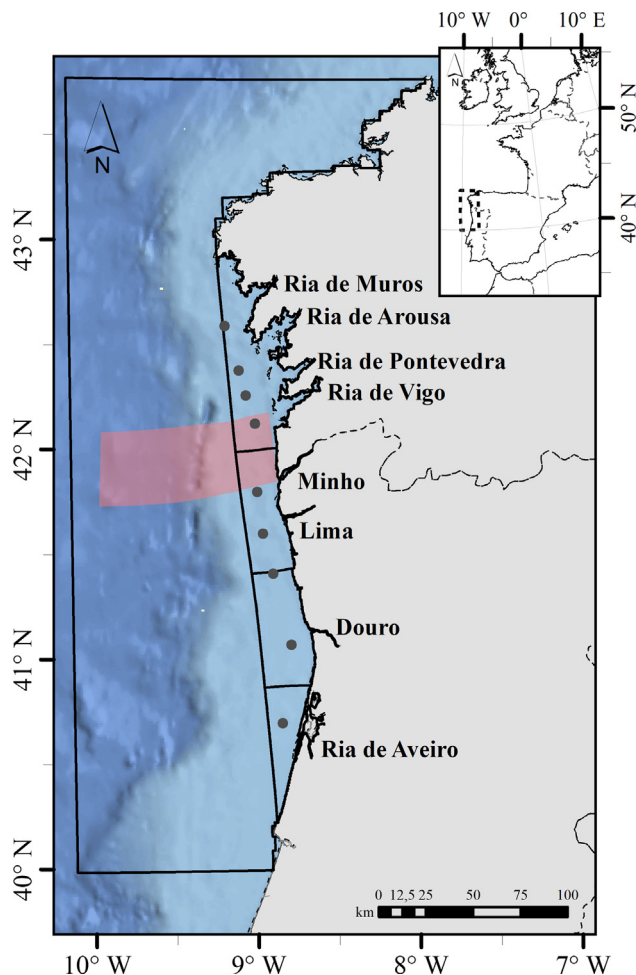 10° W 0° 10° E
50° N
40° N
N
N
43° N
42° N
41° N
40° N
Ria de Muros
Ria de Arousa
Ria de Pontevedra
Ria de Vigo
Minho
Lima
Douro
Ria de Aveiro
0 12,5 25 50 75 100
km
10° W 9° W 8° W 7° W